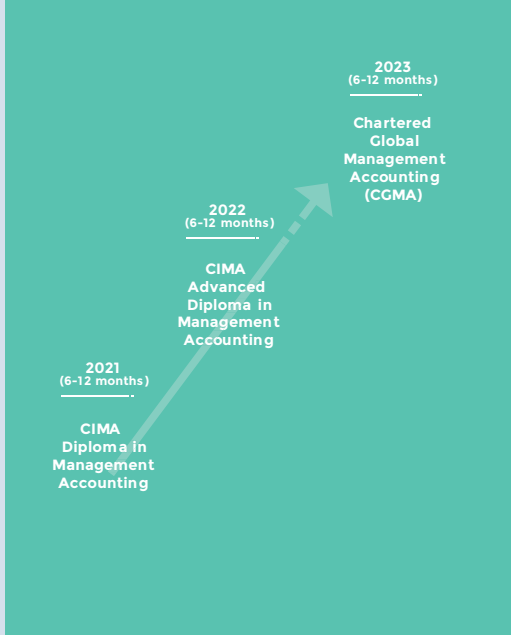 2023
(6-12 months)
Chartered
Global
Management
Accounting
(CGMA)
2022
(6-12 months)
CIMA
Advanced
Diploma in
Management
Accounting
2021
(6-12 months)
CIMA
Diploma in
Management
Accounting